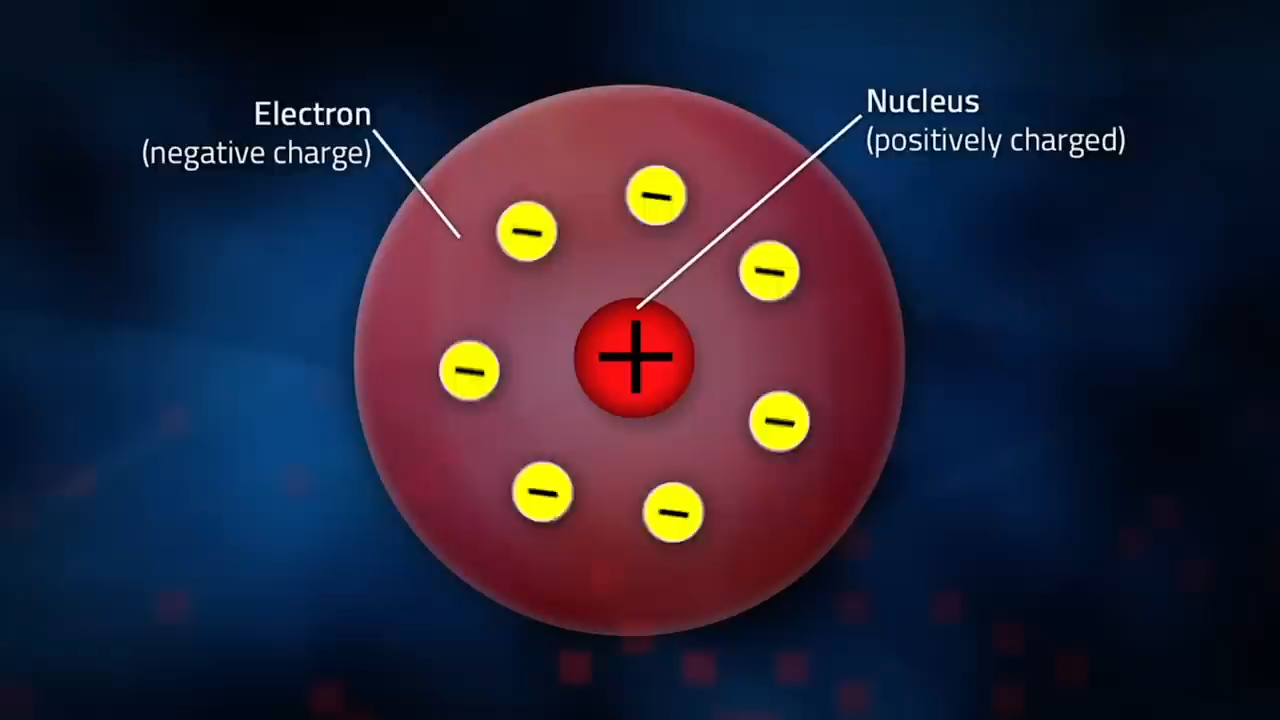 Electron
(negative charge)
Nucleus
(positively charged)
−
−
−
+
−
−
−
−